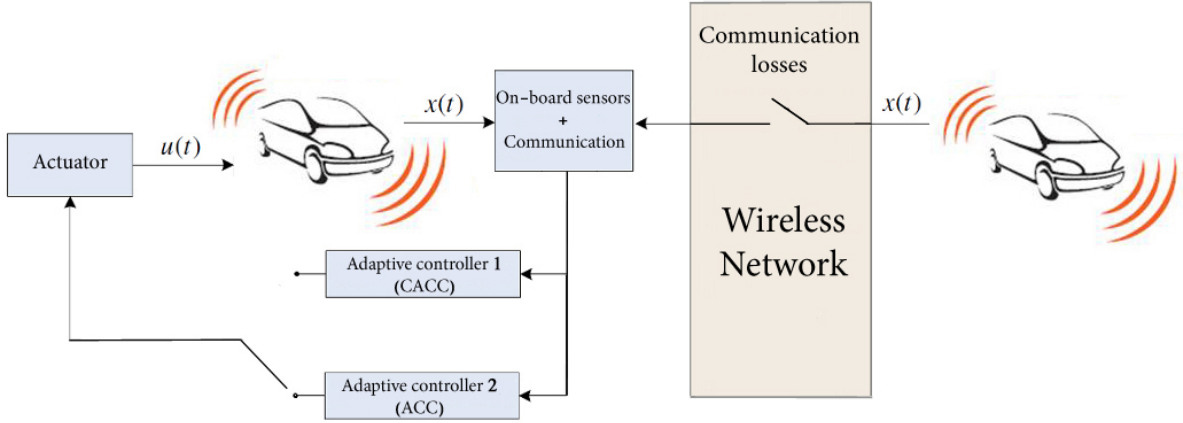 Communication
losses
x(t)
x(t)
On-board sensors
+
Communication
Actuator
u(t)
Wireless
Network
Adaptive controller 1
(CACC)
Adaptive controller 2
(ACC)